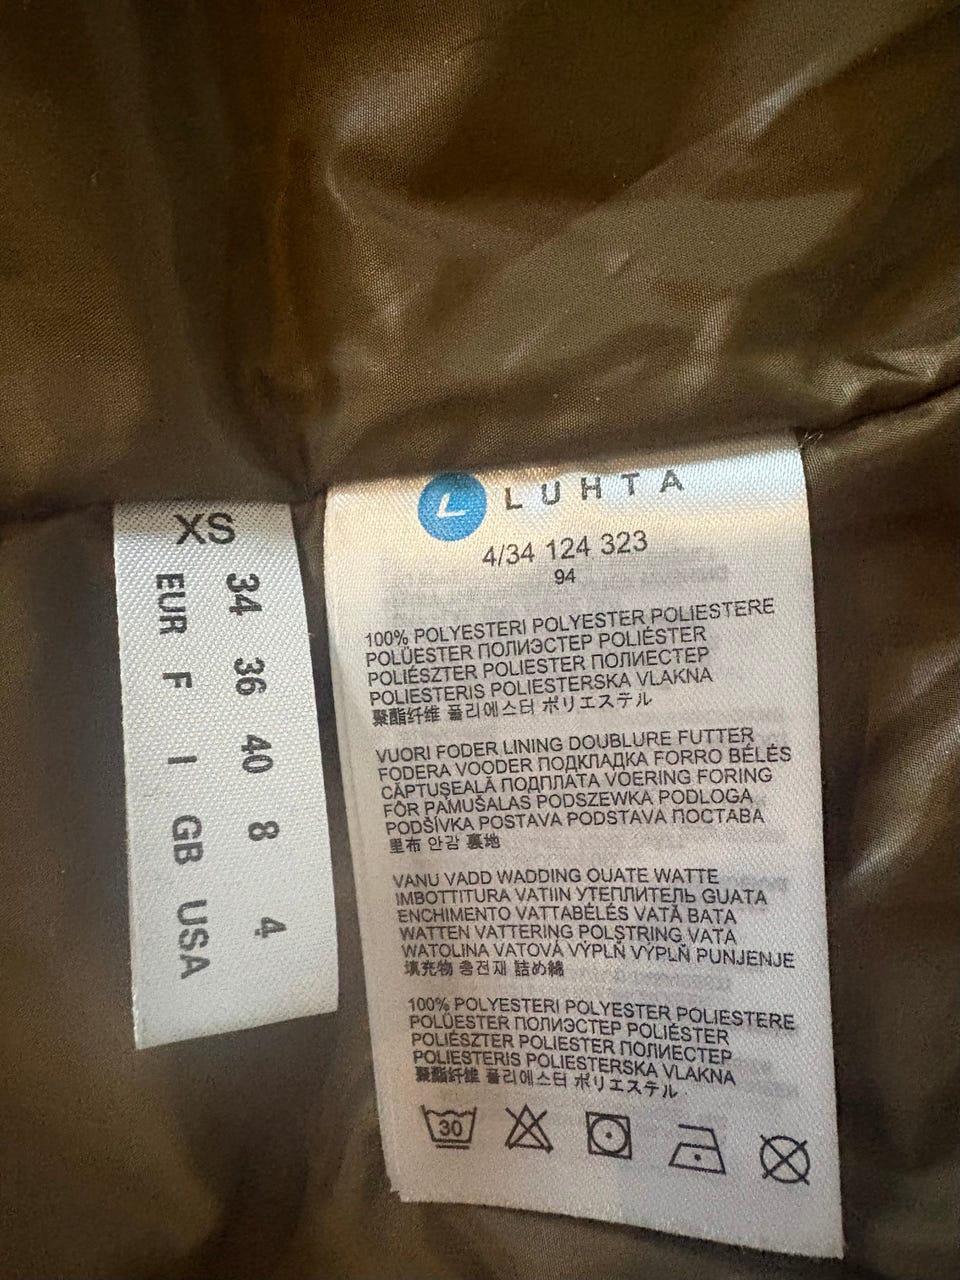 XS
34 36 40 8 4
EUR F I GB USA
L LUHTA
4/34 124 323
94
100% POLYESTERI POLYESTER POLIESTERE
POLÜESTER ПОЛИЭСТЕР POLIÉSTER
POLIÉSZTER POLIESTER ПОЛИЕСТЕР
POLIESTERIS POLIESTERSKA VLAKNA
聚酯纤维 폴리에스터 ポリエステル
VUORI FODER LINING DOUBLURE FUTTER
FODERA VOODER ПОДКЛАДКА FORRO BÉLÉS
CĂPTUŞEALĂ ПОДПЛАТА VOERING FORING
FÔR PAMUŠALAS PODSZEWKA PODLOGA
PODŠÍVKA POSTAVA PODSTAVA ПОСТАВА
里布 안감 裏地
VANU VADD WADDING OUATE WATTE
IMBOTTITURA VATIIN УТЕПЛИТЕЛЬ GUATA
ENCHIMENTO VATTABÉLÉS VATĂ ВАТА
WATTEN VATTERING POLSTRING VATA
WATOLINA VATOVÁ VÝPLŇ VÝPLŇ PUNJENJE
填充物 충전재 詰め綿
100% POLYESTERI POLYESTER POLIESTERE
POLÜESTER ПОЛИЭСТЕР POLIÉSTER
POLIÉSZTER POLIESTER ПОЛИЕСТЕР
POLIESTERIS POLIESTERSKA VLAKNA
聚酯纤维 폴리에스터 ポリエステル
30